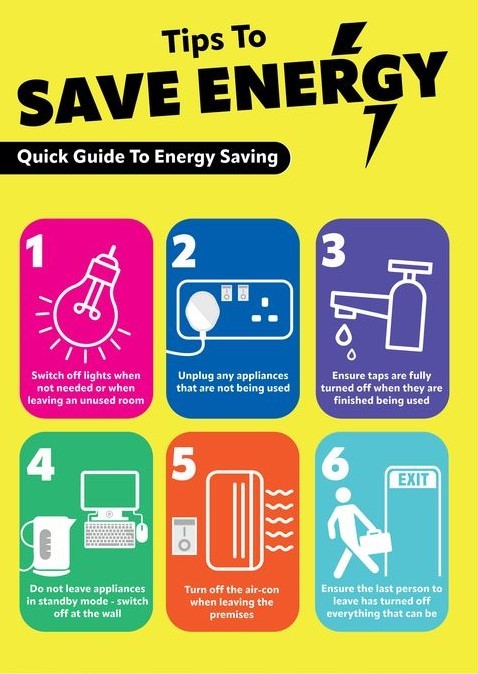 Tips To
SAVE ENERGY
Quick Guide To Energy Saving
1
Switch off lights when
not needed or when
leaving an unused room
2
Unplug any appliances
that are not being used
3
Ensure taps are fully
turned off when they are
finished being used
4
Do not leave appliances
in standby mode - switch
off at the wall
5
Turn off the air-con
when leaving the
premises
6
EXIT
Ensure the last person to
leave has turned off
everything that can be